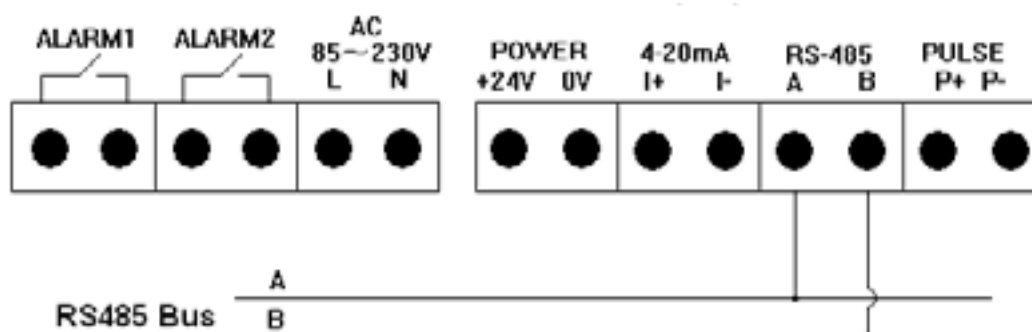 ALARM1 ALARM2 AC
85～230V
L N
POWER 4-20mA RS-485 PULSE
+24V 0V I+ I- A B P+ P-
A
RS485 Bus B